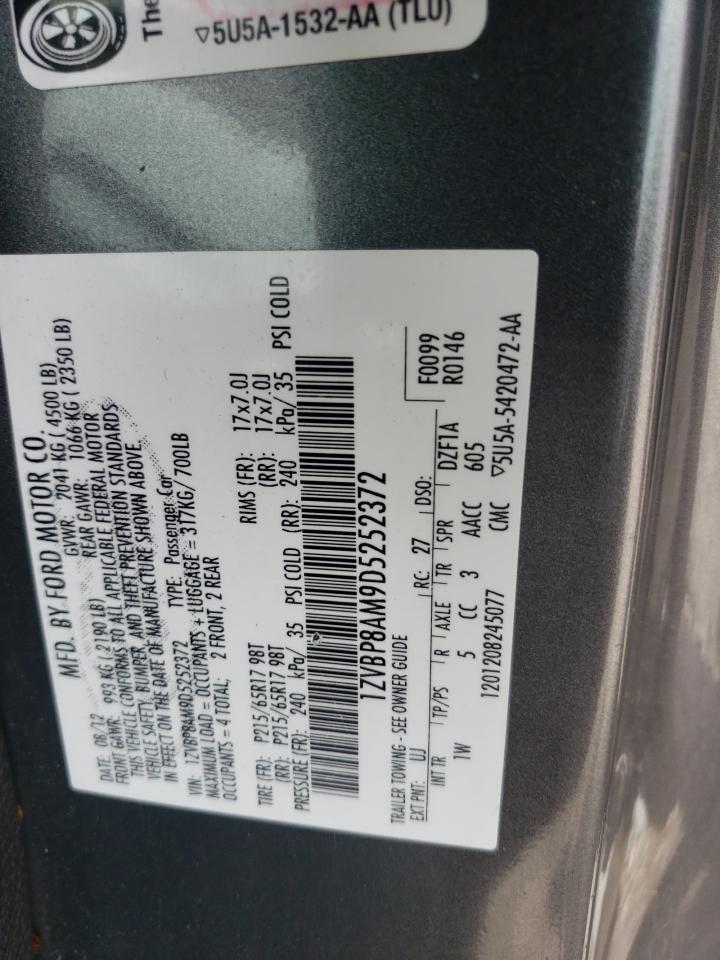 The
▽5U5A-1532-AA (TLU)
MFD. BY FORD MOTOR CO.
DATE: 08/12 GVWR: 2041 KG ( 4500 LB)
FRONT GAWR: 993 KG ( 2190 LB) REAR GAWR: 1066 KG ( 2350 LB)
THIS VEHICLE CONFORMS TO ALL APPLICABLE FEDERAL MOTOR
VEHICLE SAFETY, BUMPER, AND THEFT PREVENTION STANDARDS
IN EFFECT ON THE DATE OF MANUFACTURE SHOWN ABOVE.
VIN: 1ZVBP8AM9D5252372 TYPE: Passenger Car
MAXIMUM LOAD = OCCUPANTS + LUGGAGE = 317KG/700LB
OCCUPANTS = 4 TOTAL; 2 FRONT, 2 REAR
TIRE (FR): P215/65R17 98T RIMS (FR): 17x7.0J
(RR): P215/65R17 98T (RR): 17x7.0J
PRESSURE (FR): 240 kPa/ 35 PSI COLD (RR): 240 kPa/ 35 PSI COLD
1ZVBP8AM9D5252372
TRAILER TOWING - SEE OWNER GUIDE F0099
EXT PNT: UJ RC: 27 DSO: R0146
INT TR TP/PS R AXLE TR SPR DZF1A
1W 5 CC 3 AACC 605
1201208245077 CMC ▽5U5A-5420472-AA